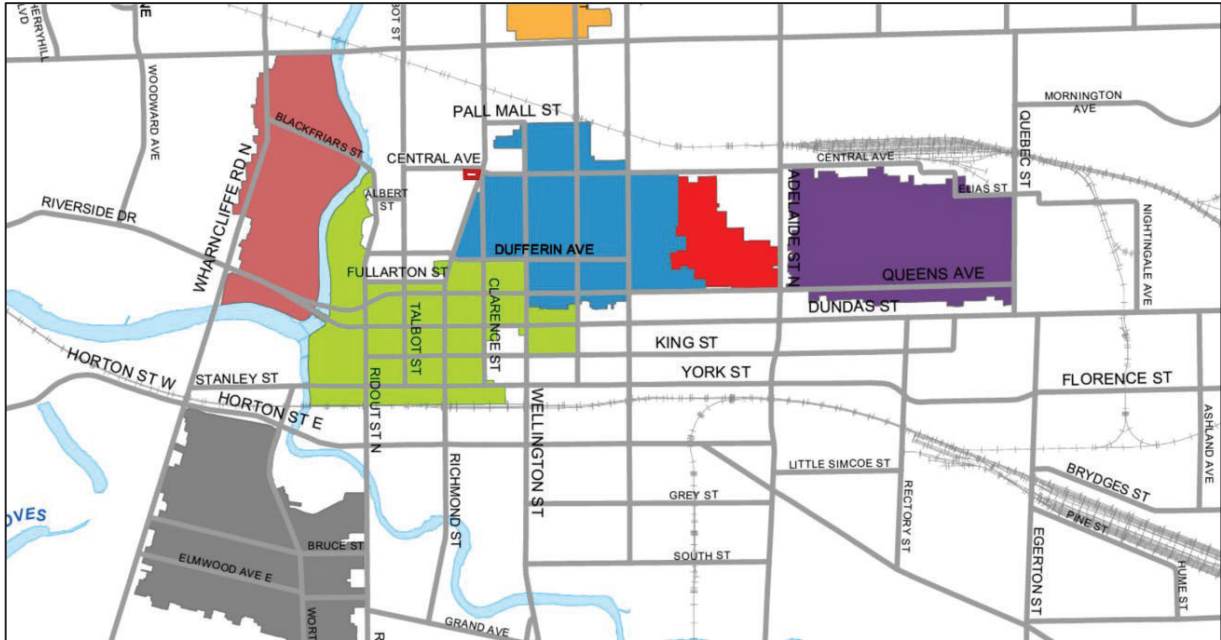 HERRYHILL
LVD
NE
WOODWARD AVE
BOT ST
ST
PALL MALL ST
MORNINGTON
AVE
BLACKFRIARS ST
CENTRAL AVE
CENTRAL AVE
QUEBEC ST
ELIAS ST
ALBERT
ST
RIVERSIDE DR
WHARNCLIFFE RD N
ADELAIDE ST N
NIGHTINGALE AVE
DUFFERIN AVE
FULLARTON ST
QUEENS AVE
CLARENCE ST
TALBOT ST
DUNDAS ST
KING ST
HORTON ST W
STANLEY ST
YORK ST
FLORENCE ST
HORTON ST E
RIDOUT ST N
WELLINGTON ST
ASHLAND AVE
RICHMOND ST
LITTLE SIMCOE ST
BRYDGES ST
GREY ST
RECTORY ST
PINE ST
OVES
BRUCE ST
ELMWOOD AVE E
SOUTH ST
EGERTON ST
HUME ST
WORT
R
GRAND AVE